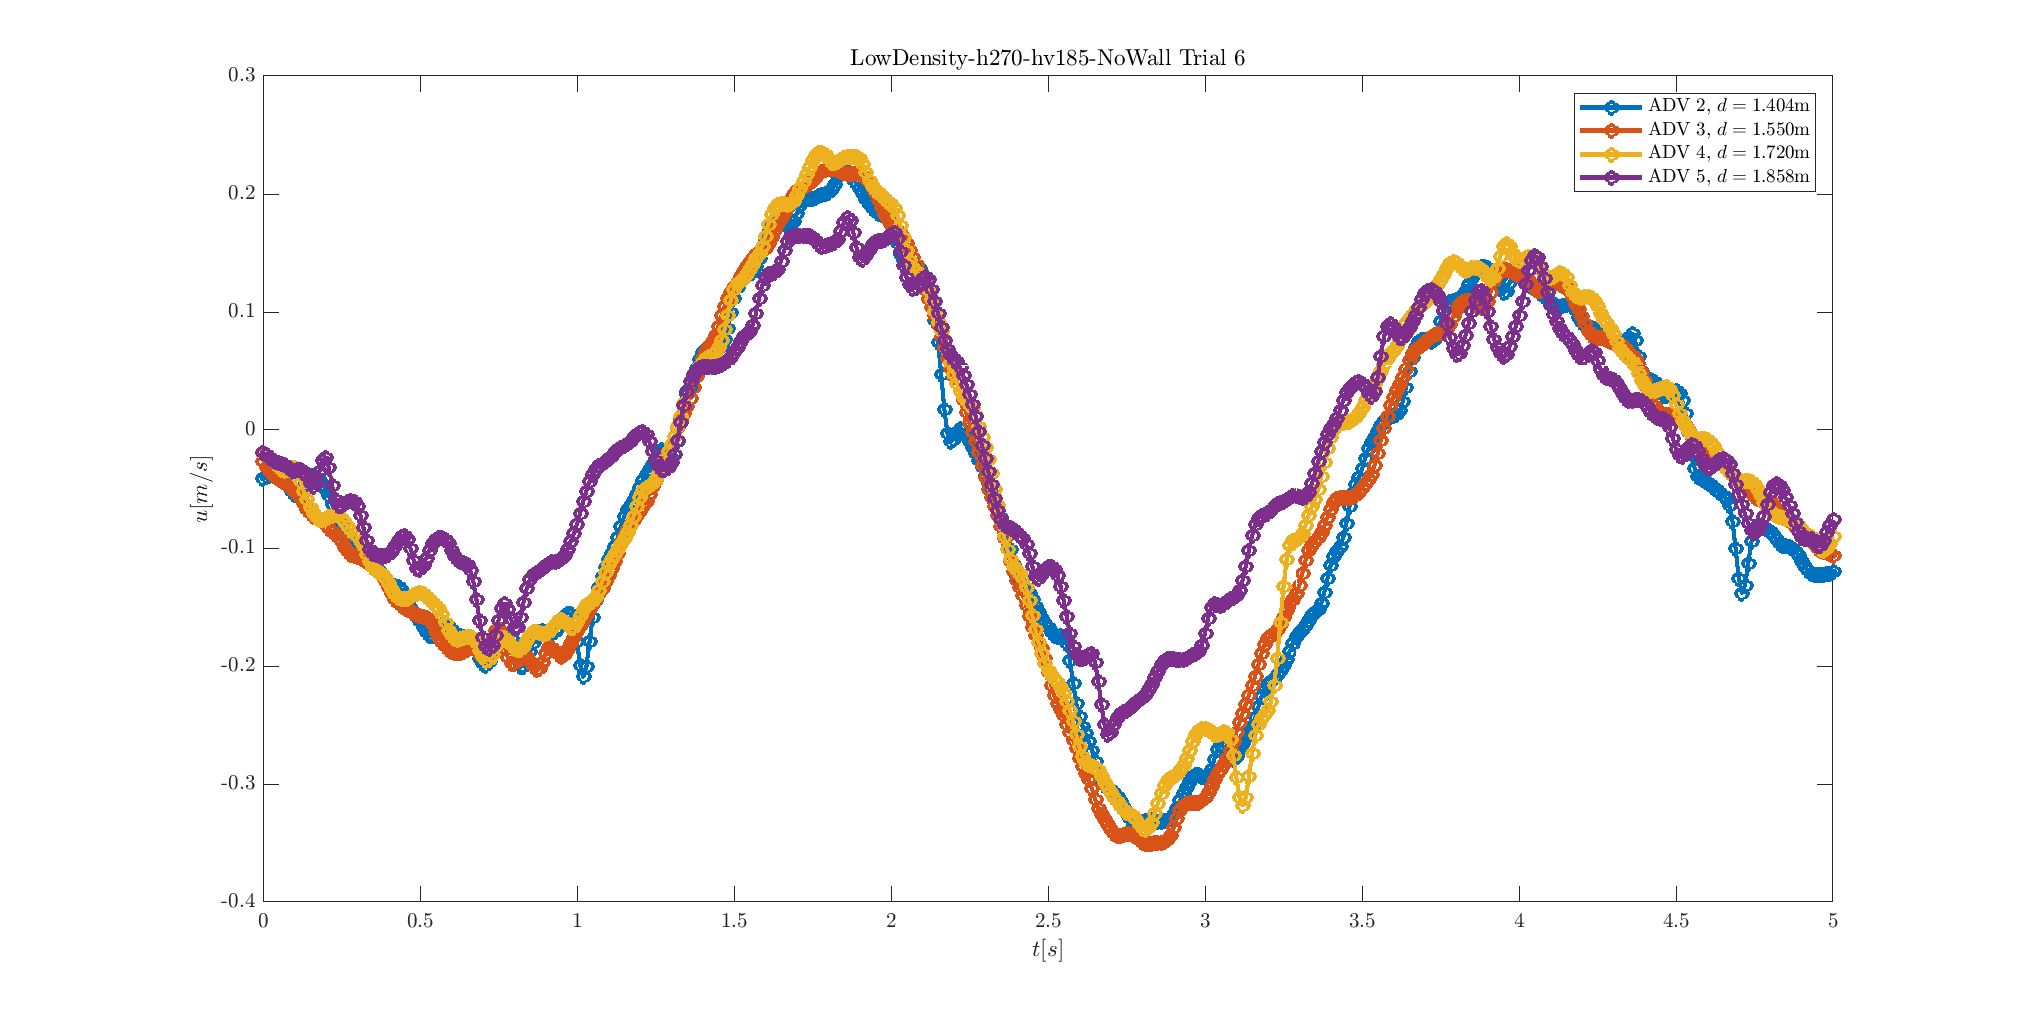 LowDensity-h270-hv185-NoWall Trial 6
0.3
0.2
0.1
0
-0.1
-0.2
-0.3
-0.4
u[m/s]
ADV 2, d = 1.404m
ADV 3, d = 1.550m
ADV 4, d = 1.720m
ADV 5, d = 1.858m
0 0.5 1 1.5 2 2.5 3 3.5 4 4.5 5
t[s]